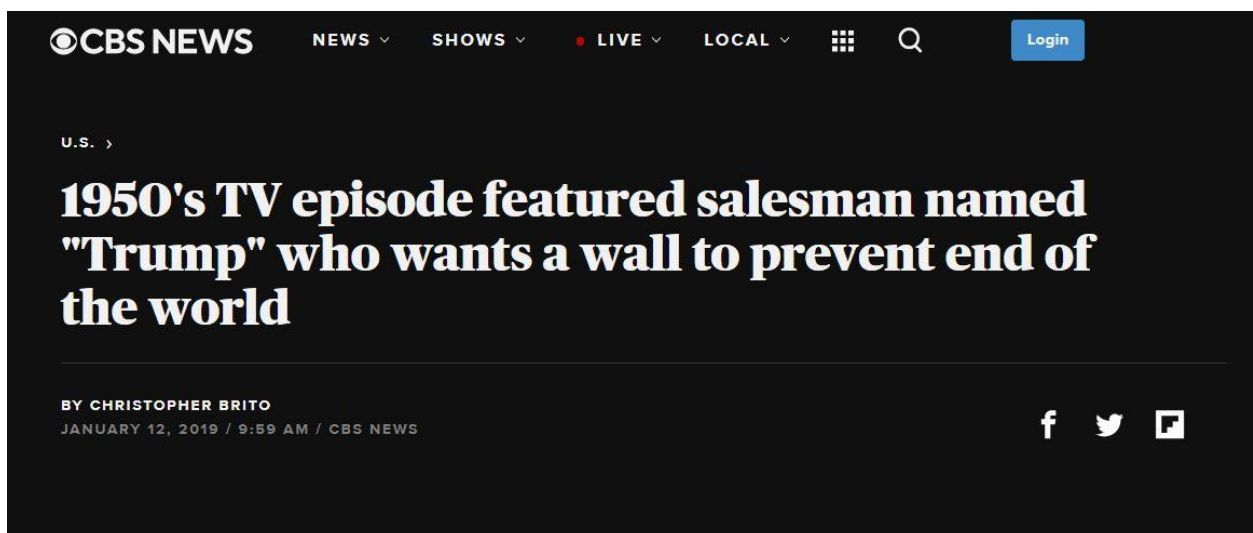 CBS NEWS NEWS SHOWS LIVE LOCAL Login
U.S. >
1950's TV episode featured salesman named
"Trump" who wants a wall to prevent end of
the world
BY CHRISTOPHER BRITO
JANUARY 12, 2019 / 9:59 AM / CBS NEWS